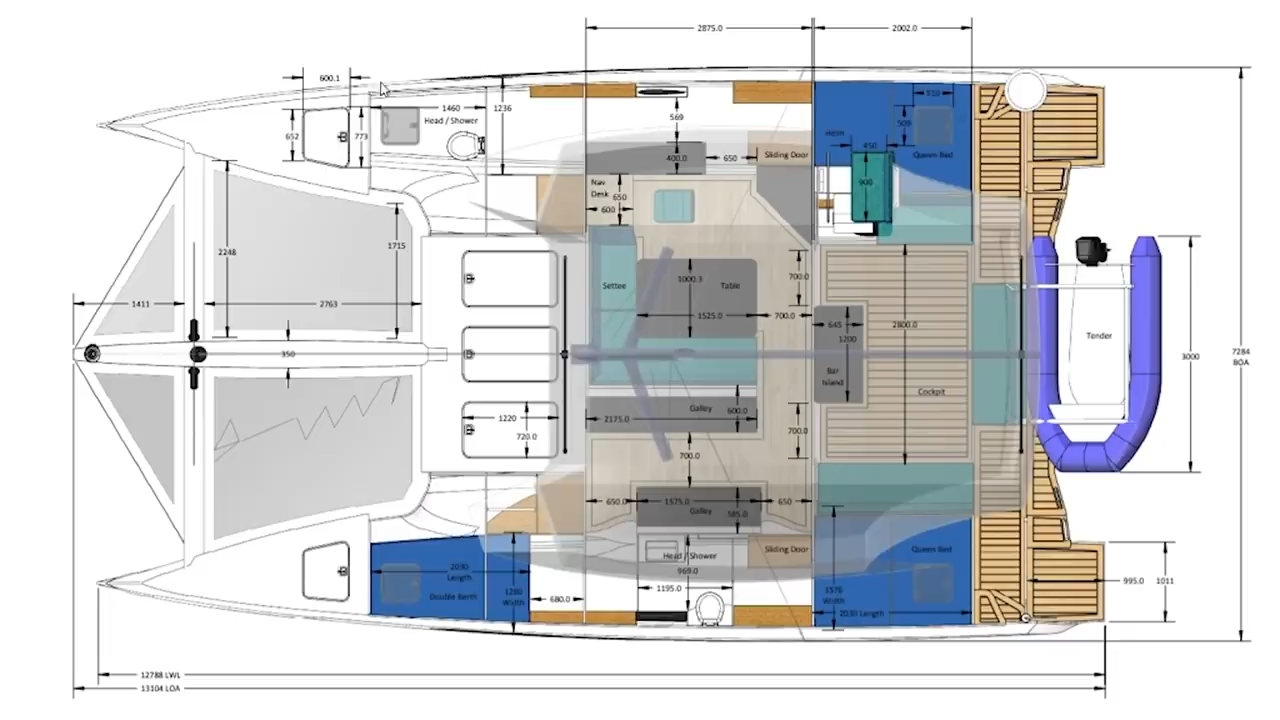 2875.0
2002.0
600.1
1460
Head / Shower
1236
652
773
569
400.0
650
Sliding Door
510
509
Helm
450
Queen Bed
900
Nav
Desk
650
600
2248
1715
Settee
1000.3
Table
700.0
1411
2763
1525.0
700.0
645
1200
2800.0
350
Bar
Island
Cockpit
Tender
3000
7284
BOA
1220
720.0
2175.0
Galley
600.0
700.0
700.0
650.0
1575.0
650
585.0
Galley
Head / Shower
Sliding Door
Queen Bed
969.0
1195.0
2030
Length
Double Berth
1200
Width
680.0
1576
Width
2030 Length
995.0
1011
12788 LWL
13104 LOA